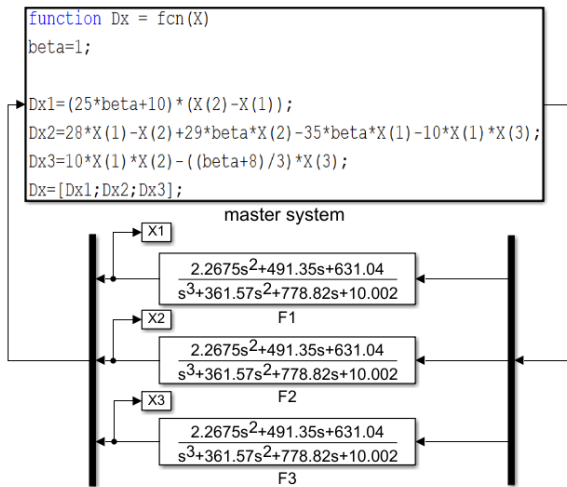 function Dx = fcn(X)
beta=1;
Dx1=(25*beta+10)*(X(2)-X(1));
Dx2=28*X(1)-X(2)+29*beta*X(2)-35*beta*X(1)-10*X(1)*X(3);
Dx3=10*X(1)*X(2)-((beta+8)/3)*X(3);
Dx=[Dx1;Dx2;Dx3];
master system
X1
2.2675s²+491.35s+631.04
s³+361.57s²+778.82s+10.002
F1
X2
2.2675s²+491.35s+631.04
s³+361.57s²+778.82s+10.002
F2
X3
2.2675s²+491.35s+631.04
s³+361.57s²+778.82s+10.002
F3